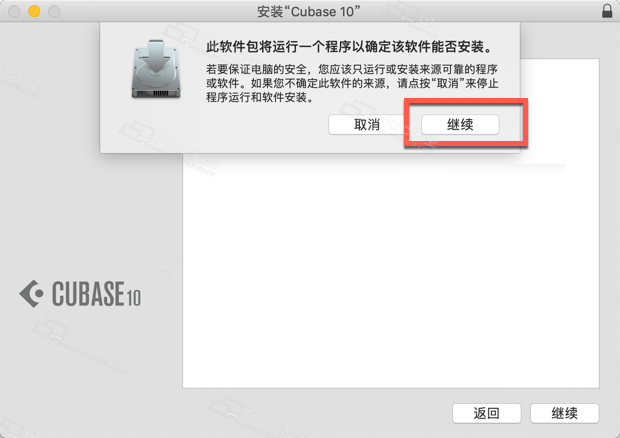 安装“Cubase 10”
此软件包将运行一个程序以确定该软件能否安装。
若要保证电脑的安全，您应该只运行或安装来源可靠的程序
或软件。如果您不确定此软件的来源，请点按“取消”来停止
程序运行和软件安装。
取消
继续
CUBASE 10
返回
继续